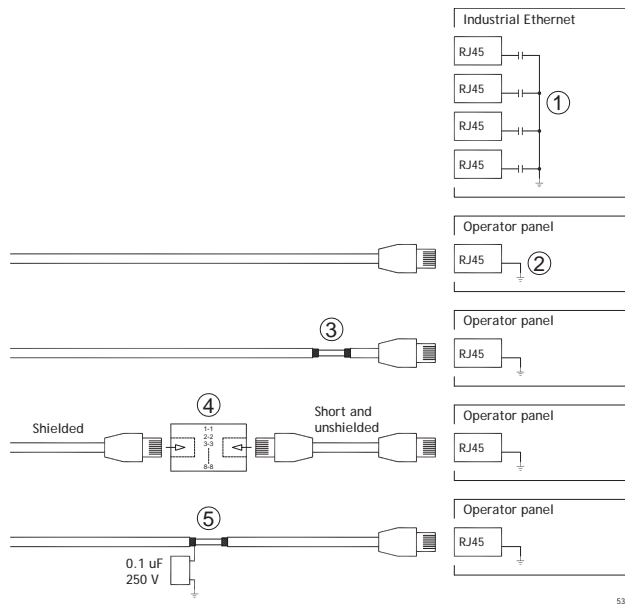 Industrial Ethernet
RJ45
RJ45
1
RJ45
RJ45
Operator panel
RJ45
2
Operator panel
3
RJ45
Operator panel
4
Shielded
1-1
2-2
3-3
8-8
Short and
unshielded
RJ45
Operator panel
5
RJ45
0.1 uF
250 V
53